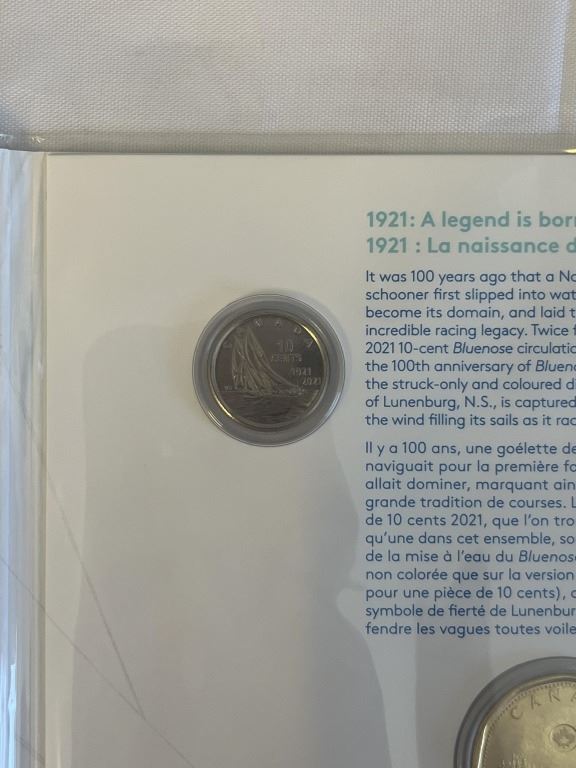 1921: A legend is born
1921 : La naissance d
It was 100 years ago that a No
schooner first slipped into wat
become its domain, and laid t
incredible racing legacy. Twice f
2021 10-cent Bluenose circulatio
the 100th anniversary of Bluen
the struck-only and coloured di
of Lunenburg, N.S., is captured
the wind filling its sails as it rac
Il y a 100 ans, une goélette de
naviguait pour la première fo
allait dominer, marquant ain
grande tradition de courses. L
de 10 cents 2021, que l'on tro
qu'une dans cet ensemble, so
de la mise à l'eau du Bluenose
non colorée que sur la version
pour une pièce de 10 cents), c
symbole de fierté de Lunenbur
fendre les vagues toutes voile
CANADA
10
CENTS
1921
2021
CANA